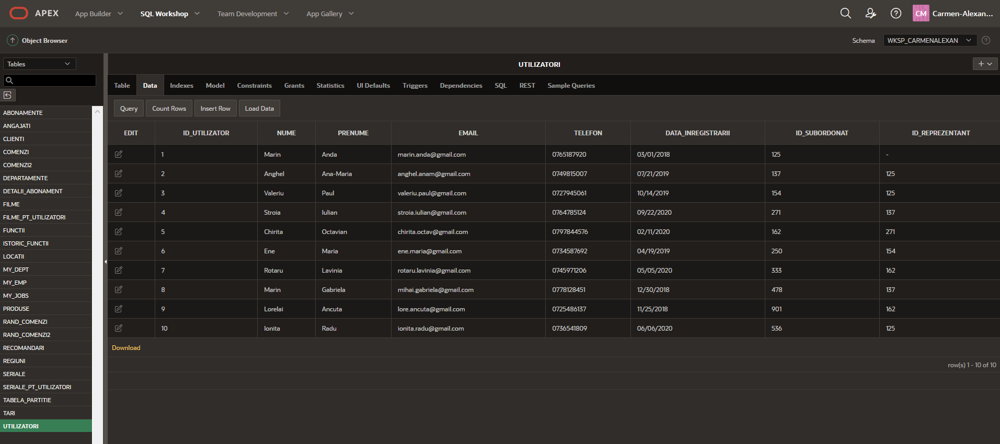 APEX App Builder SQL Workshop Team Development App Gallery CM Carmen-Alexan...
Object Browser Schema WKSP_CARMENALEXAN
Tables
UTILIZATORI
Table Data Indexes Model Constraints Grants Statistics UI Defaults Triggers Dependencies SQL REST Sample Queries
Query Count Rows Insert Row Load Data
ABONAMENTE
ANGAJATI
CLIENTI
COMENZI
COMENZI2
DEPARTAMENTE
DETALII_ABONAMENT
FILME
FILME_PT_UTILIZATORI
FUNCTII
ISTORIC_FUNCTII
LOCATII
MY_DEPT
MY_EMP
MY_JOBS
PRODUSE
RAND_COMENZI
RAND_COMENZI2
RECOMANDARI
REGIUNI
SERIALE
SERIALE_PT_UTILIZATORI
TABELA_PARTITIE
TARI
UTILIZATORI
EDIT ID_UTILIZATOR NUME PRENUME EMAIL TELEFON DATA_INREGISTRARII ID_SUBORDONAT ID_REPREZENTANT
1 Marin Anda marin.anda@gmail.com 0765187920 03/01/2018 125 -
2 Anghel Ana-Maria anghel.anam@gmail.com 0749815007 07/21/2019 137 125
3 Valeriu Paul valeriu.paul@gmail.com 0727945061 10/14/2019 154 125
4 Stroia Iulian stroia.iulian@gmail.com 0764785124 09/22/2020 271 137
5 Chirita Octavian chirita.octav@gmail.com 0797844576 02/11/2020 162 271
6 Ene Maria ene.maria@gmail.com 0734587692 04/19/2019 250 154
7 Rotaru Lavinia rotaru.lavinia@gmail.com 0745971206 05/05/2020 333 162
8 Marin Gabriela mihai.gabriela@gmail.com 0778128451 12/30/2018 478 137
9 Lorelai Ancuta lore.ancuta@gmail.com 0725486137 11/25/2018 901 162
10 Ionita Radu ionita.radu@gmail.com 0736541809 06/06/2020 536 125
Download
row(s) 1 - 10 of 10